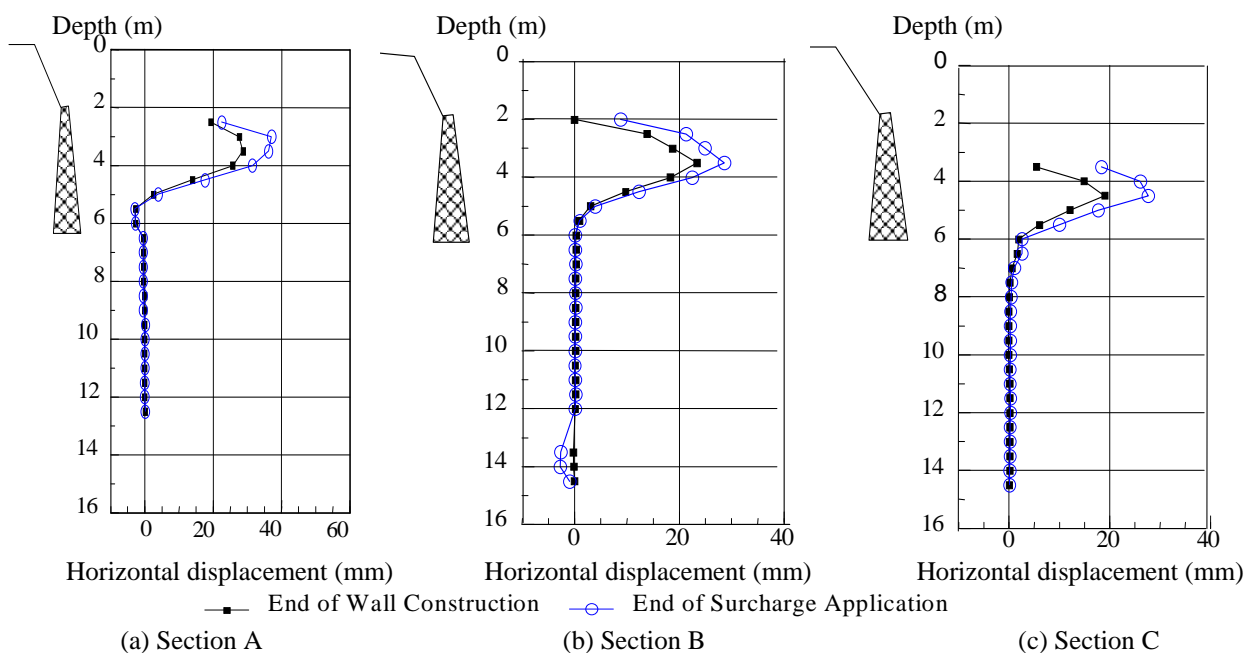 Depth (m)
0
2
4
6
8
10
12
14
16
0 20 40 60
Horizontal displacement (mm)
Depth (m)
0
2
4
6
8
10
12
14
16
0 20 40
Horizontal displacement (mm)
Depth (m)
0
2
4
6
8
10
12
14
16
0 20 40
Horizontal displacement (mm)
End of Wall Construction End of Surcharge Application
(a) Section A (b) Section B (c) Section C